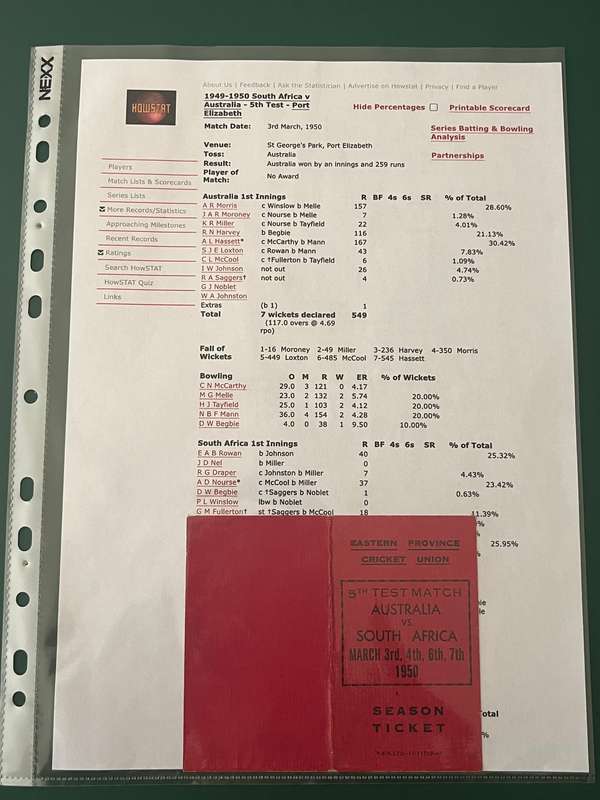 NEXX
About Us | Feedback | Ask the Statistician | Advertise on Howstat | Privacy | Find a Player
HOWSTAT
1949-1950 South Africa v
Australia - 5th Test - Port
Elizabeth
Hide Percentages
Printable Scorecard
Match Date: 3rd March, 1950
Series Batting & Bowling
Analysis
Venue: St George's Park, Port Elizabeth
Toss: Australia
Partnerships
Result: Australia won by an innings and 259 runs
Player of
Match: No Award
Players
Match Lists & Scorecards
Series Lists
More Records/Statistics
Approaching Milestones
Recent Records
Ratings
Search HowSTAT
HowSTAT Quiz
Links
Australia 1st Innings R BF 4s 6s SR % of Total
A R Morris c Winslow b Melle 157 28.60%
J A R Moroney c Nourse b Melle 7 1.28%
K R Miller c Nourse b Tayfield 22 4.01%
R N Harvey b Begbie 116 21.13%
A L Hassett* c McCarthy b Mann 167 30.42%
S J E Loxton c Rowan b Mann 43 7.83%
C L McCool c †Fullerton b Tayfield 6 1.09%
I W Johnson not out 26 4.74%
R A Saggers† not out 4 0.73%
G J Noblet
W A Johnston
Extras (b 1) 1
Total 7 wickets declared 549
(117.0 overs @ 4.69
rpo)
Fall of
Wickets
1-16 Moroney 2-49 Miller 3-236 Harvey 4-350 Morris
5-449 Loxton 6-485 McCool 7-545 Hassett
Bowling O M R W ER % of Wickets
C N McCarthy 29.0 3 121 0 4.17
M G Melle 23.0 2 132 2 5.74 20.00%
H J Tayfield 25.0 1 103 2 4.12 20.00%
N B F Mann 36.0 4 154 2 4.28 20.00%
D W Begbie 4.0 0 38 1 9.50 10.00%
South Africa 1st Innings R BF 4s 6s SR % of Total
E A B Rowan b Johnson 40 25.32%
J D Nel b Miller 0
R G Draper c Johnston b Miller 7 4.43%
A D Nourse* c McCool b Miller 37 23.42%
D W Begbie c †Saggers b Noblet 1 0.63%
P L Winslow lbw b Noblet 0
G M Fullerton† st †Saggers b McCool 18 11.39%
25.95%
EASTERN PROVINCE
CRICKET UNION
5TH TEST MATCH
AUSTRALIA
VS.
SOUTH AFRICA
MARCH 3rd, 4th, 6th, 7th
1950
SEASON
TICKET